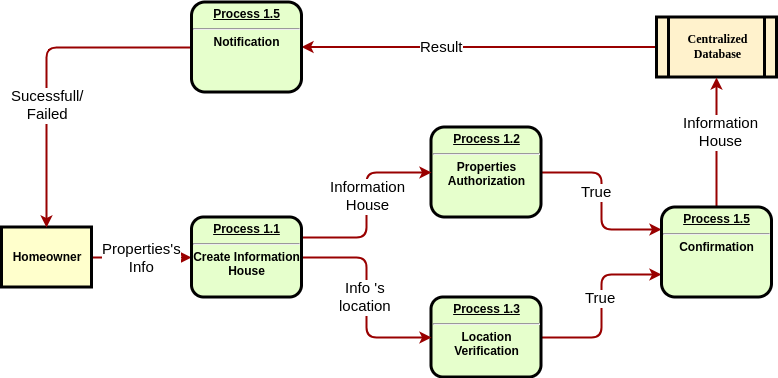 Process 1.5
Notification
Result
Centralized
Database
Sucessfull/
Failed
Information
House
Process 1.2
Properties
Authorization
Information
House
True
Process 1.5
Confirmation
Process 1.1
Create Information
House
Homeowner
Properties's
Info
Info 's
location
True
Process 1.3
Location
Verification